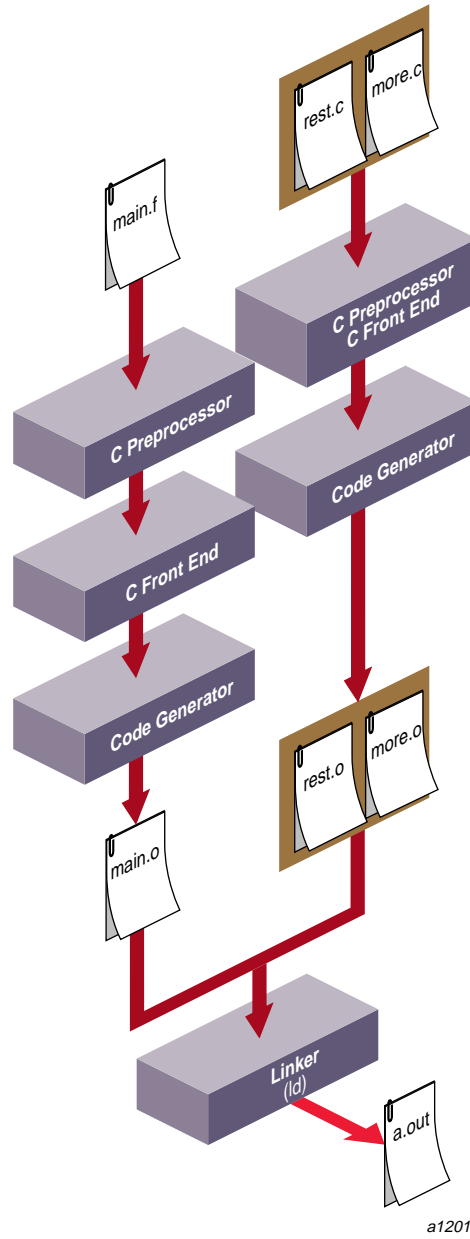 rest.c
more.c
main.f
C Preprocessor
C Front End
C Preprocessor
Code Generator
C Front End
Code Generator
rest.o
more.o
main.o
Linker
(ld)
a.out
a1201